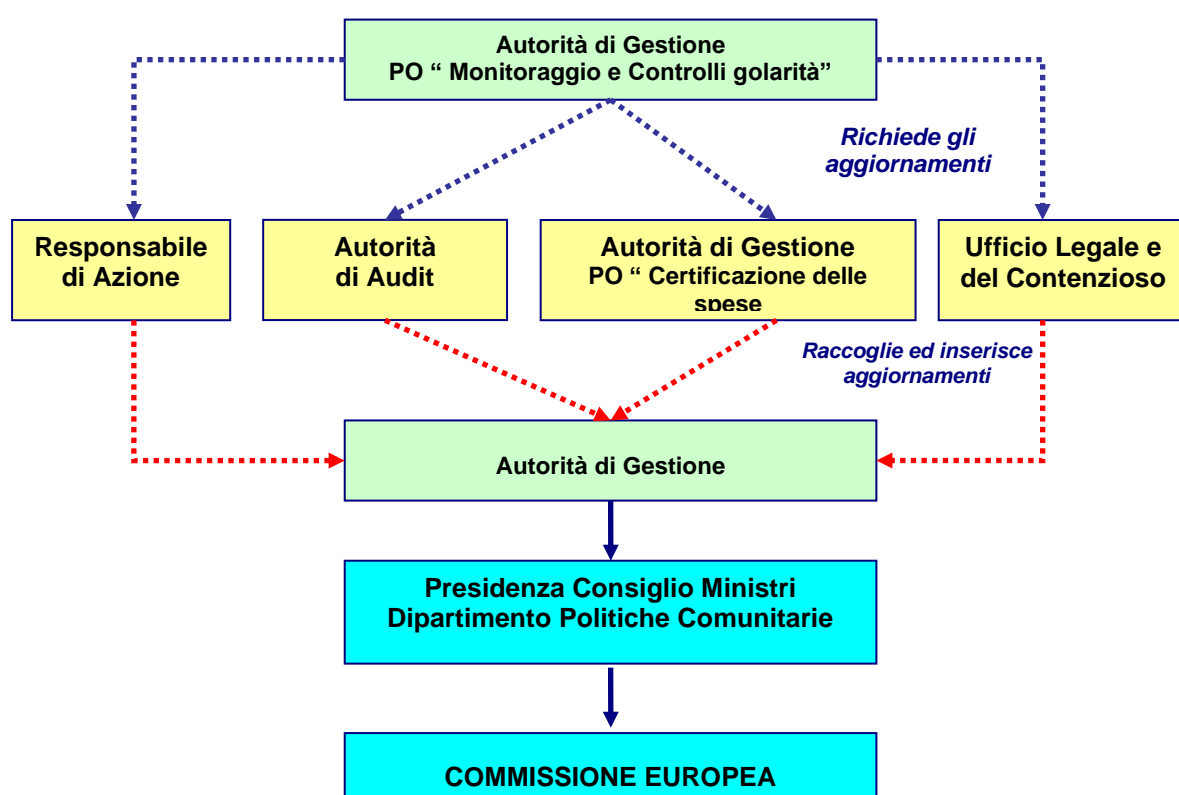 Autorità di Gestione
PO “ Monitoraggio e Controlli golarità”
Richiede gli
aggiornamenti
Responsabile
di Azione
Autorità
di Audit
Autorità di Gestione
PO “ Certificazione delle
spese
Ufficio Legale e
del Contenzioso
Raccoglie ed inserisce
aggiornamenti
Autorità di Gestione
Presidenza Consiglio Ministri
Dipartimento Politiche Comunitarie
COMMISSIONE EUROPEA